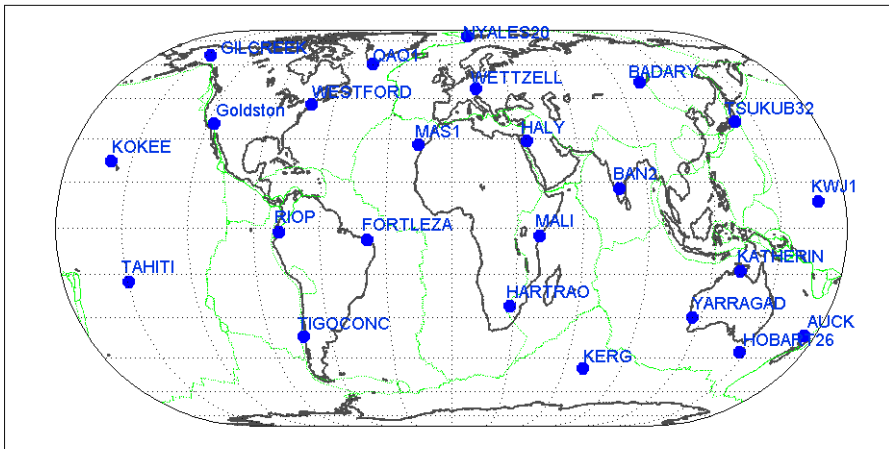 NYALES20
GILCREEK
QAQ1
WETTZELL
BADARY
WESTFORD
Goldston
TSUKUB32
MAS1
HALY
KOKEE
BAN2
KWJ1
RIOP
FORTLEZA
MALI
TAHITI
KATHERIN
HARTRAO
YARRAGAD
TIGOCONC
AUCK
HOBART26
KERG